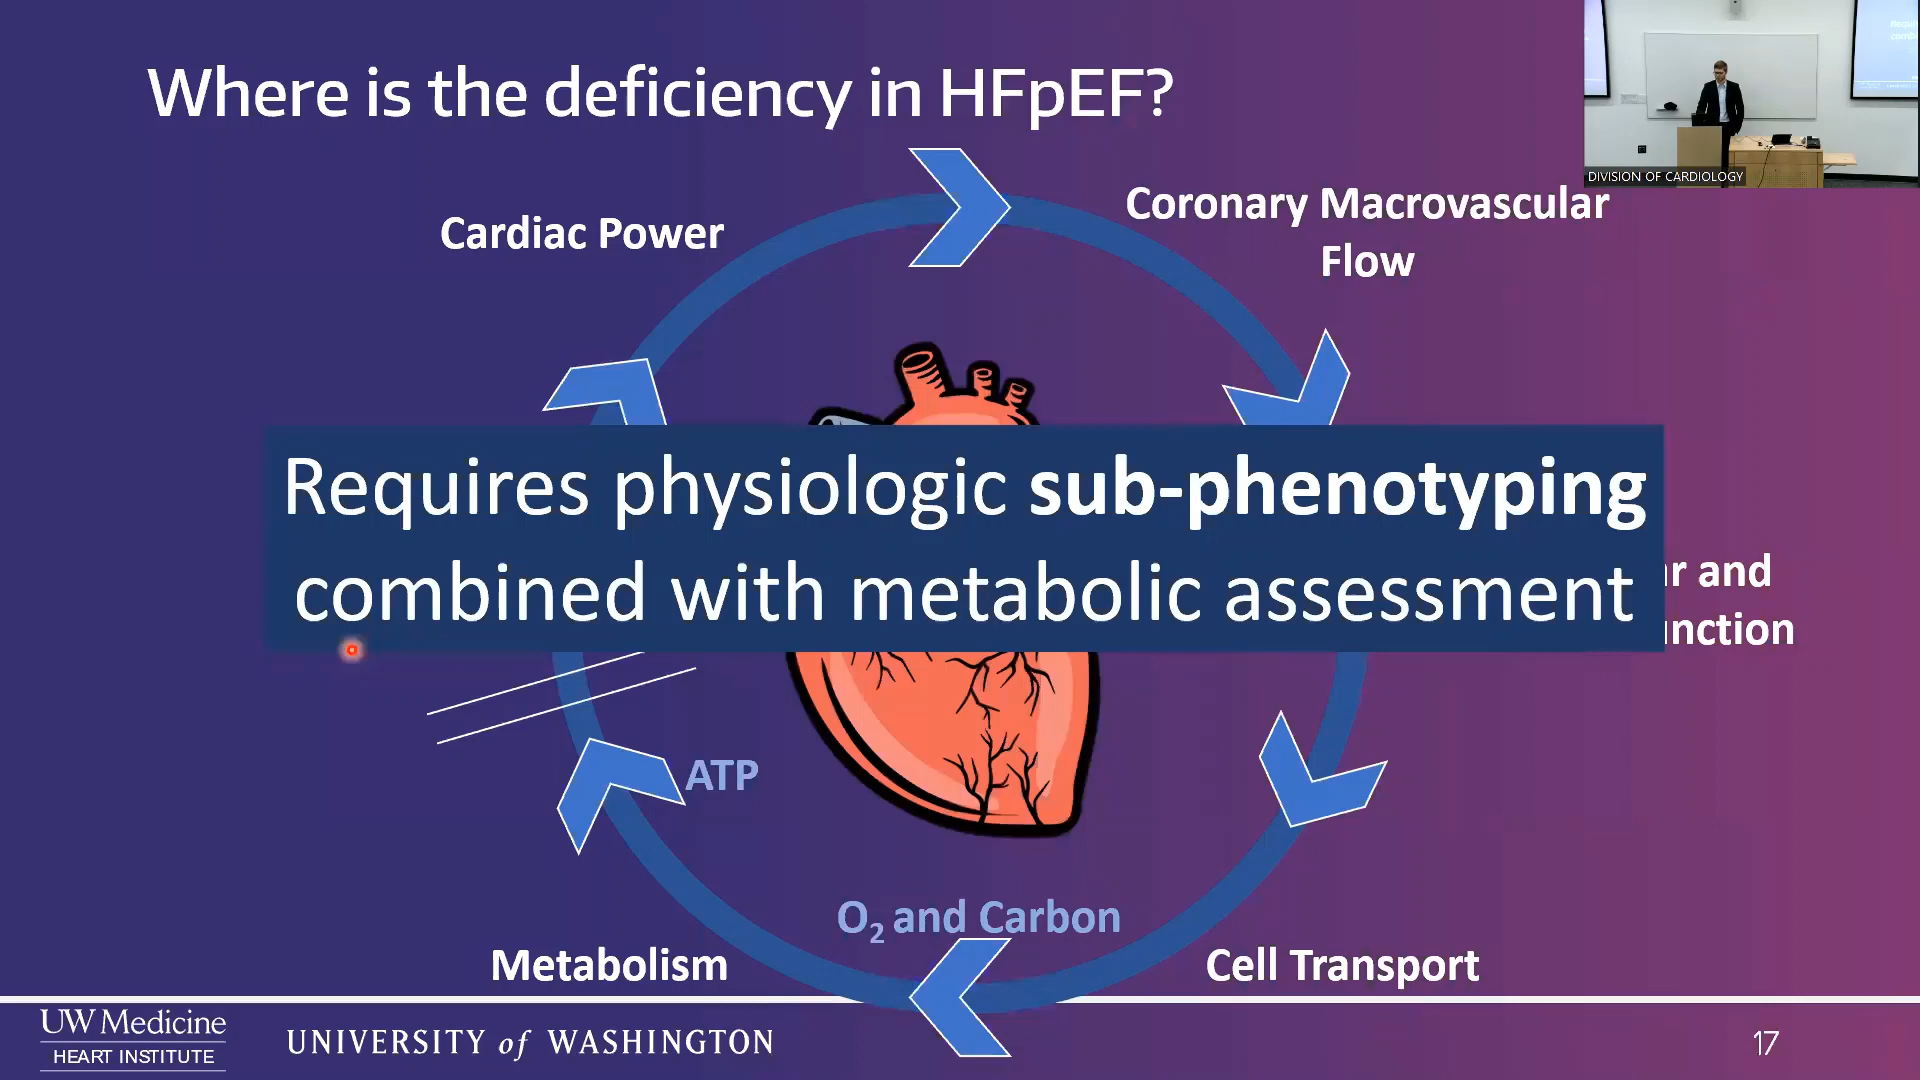 Where is the deficiency in HFpEF?
DIVISION OF CARDIOLOGY
Cardiac Power
Coronary Macrovascular
Flow
Requires physiologic sub-phenotyping
combined with metabolic assessment
and
ATP
O₂ and Carbon
Metabolism
Cell Transport
UW Medicine
HEART INSTITUTE
UNIVERSITY of WASHINGTON
17